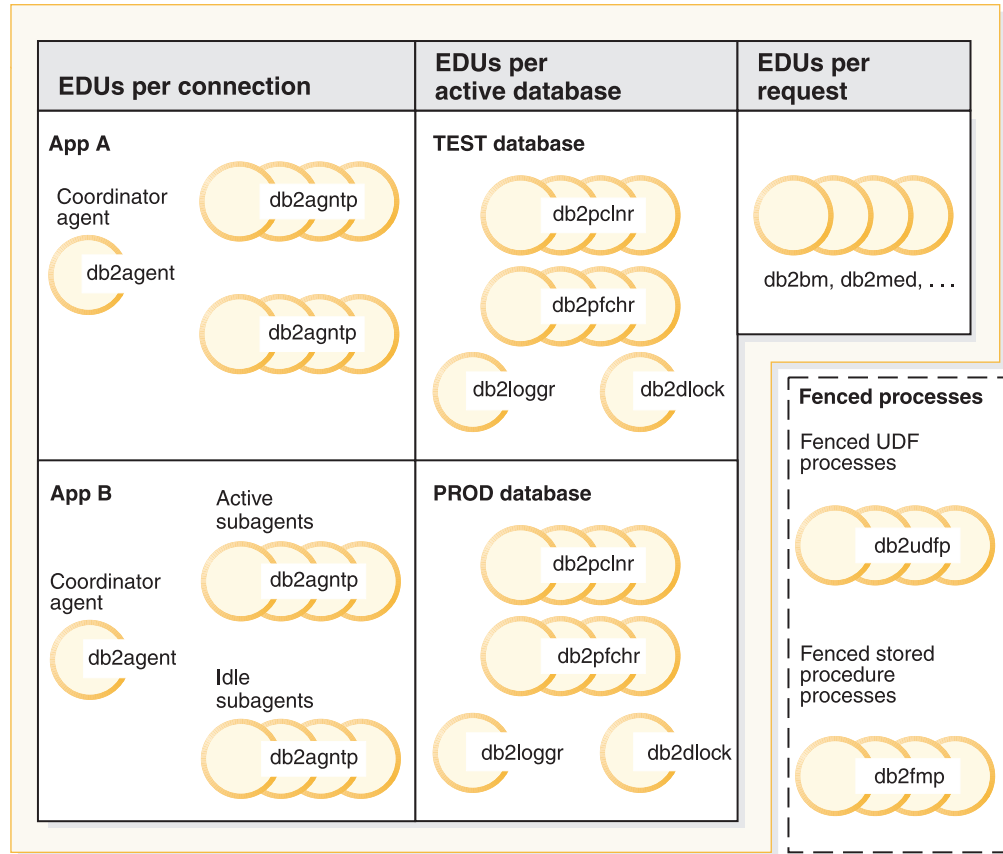 EDUs per connection
EDUs per
active database
EDUs per
request
App A
Coordinator
agent
db2agent
db2agntp
db2agntp
TEST database
db2pclnr
db2pfchr
db2loggr
db2dlock
db2bm, db2med, . . .
App B
Coordinator
agent
db2agent
Active
subagents
db2agntp
Idle
subagents
db2agntp
PROD database
db2pclnr
db2pfchr
db2loggr
db2dlock
Fenced processes
Fenced UDF
processes
db2udfp
Fenced stored
procedure
processes
db2fmp